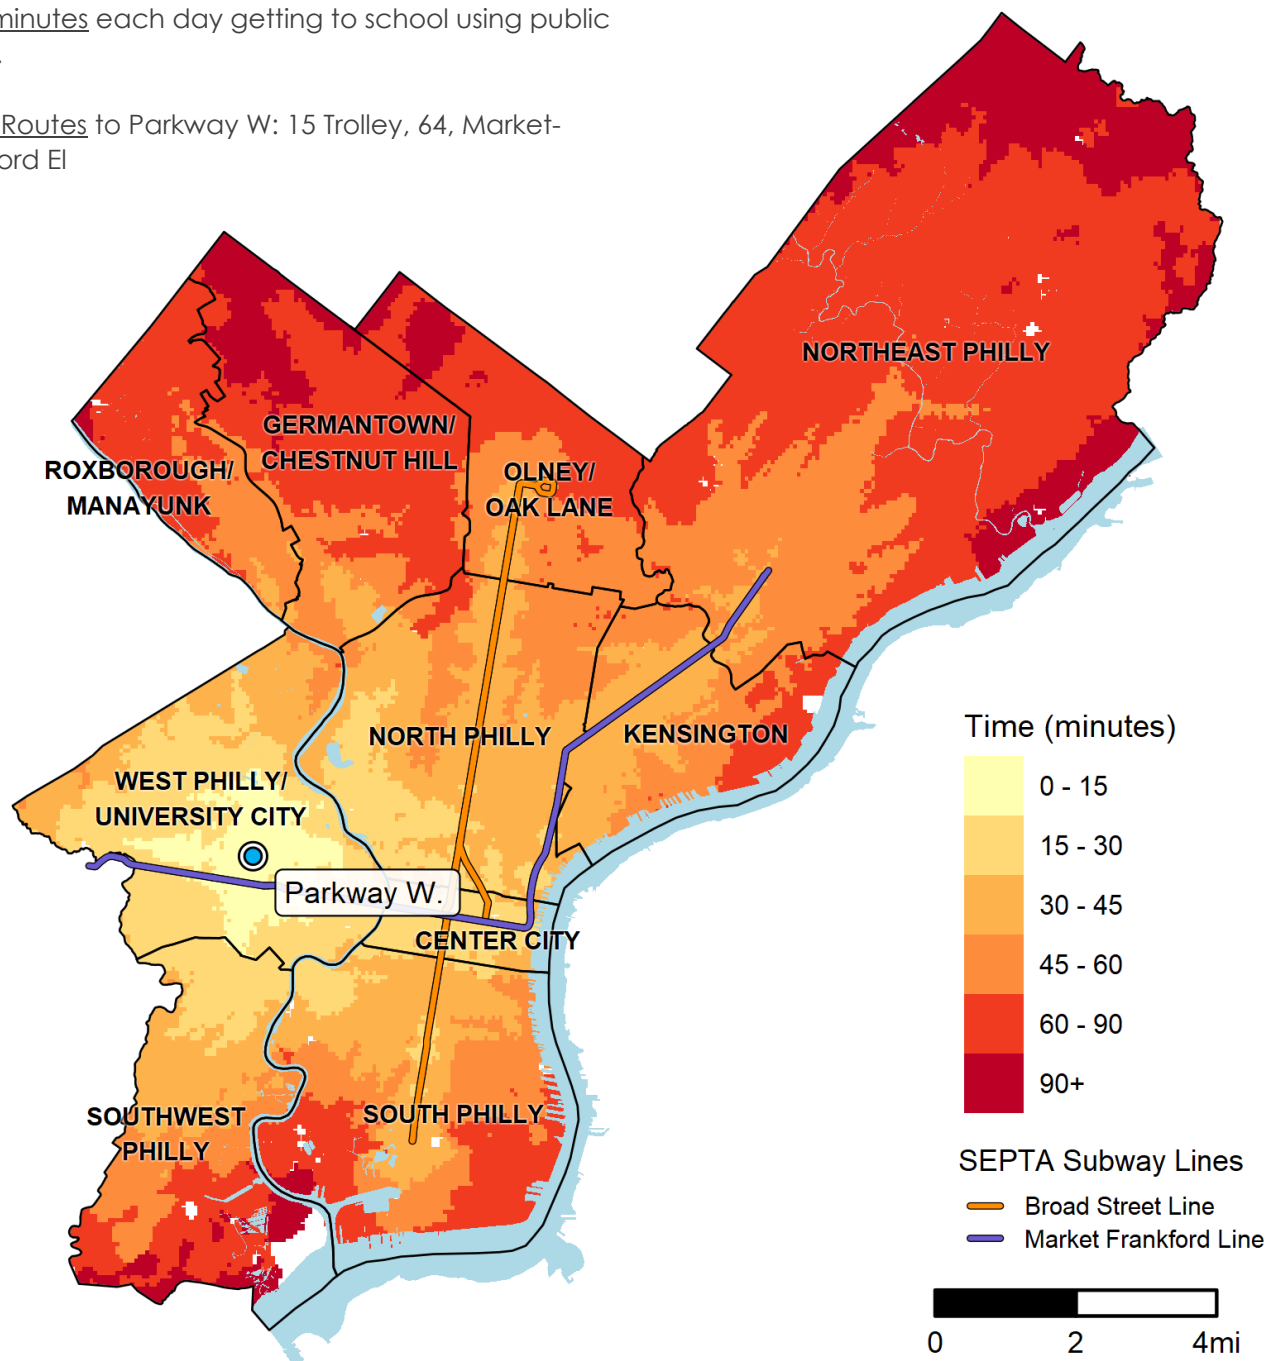 minutes each day getting to school using public
.
Routes to Parkway W: 15 Trolley, 64, Market-
ord El
NORTHEAST PHILLY
GERMANTOWN/
CHESTNUT HILL
ROXBOROUGH/
MANAYUNK
OLNEY/
OAK LANE
NORTH PHILLY
KENSINGTON
WEST PHILLY/
UNIVERSITY CITY
Parkway W.
CENTER CITY
SOUTHWEST
PHILLY
SOUTH PHILLY
Time (minutes)
0 - 15
15 - 30
30 - 45
45 - 60
60 - 90
90+
SEPTA Subway Lines
Broad Street Line
Market Frankford Line
0 2 4mi